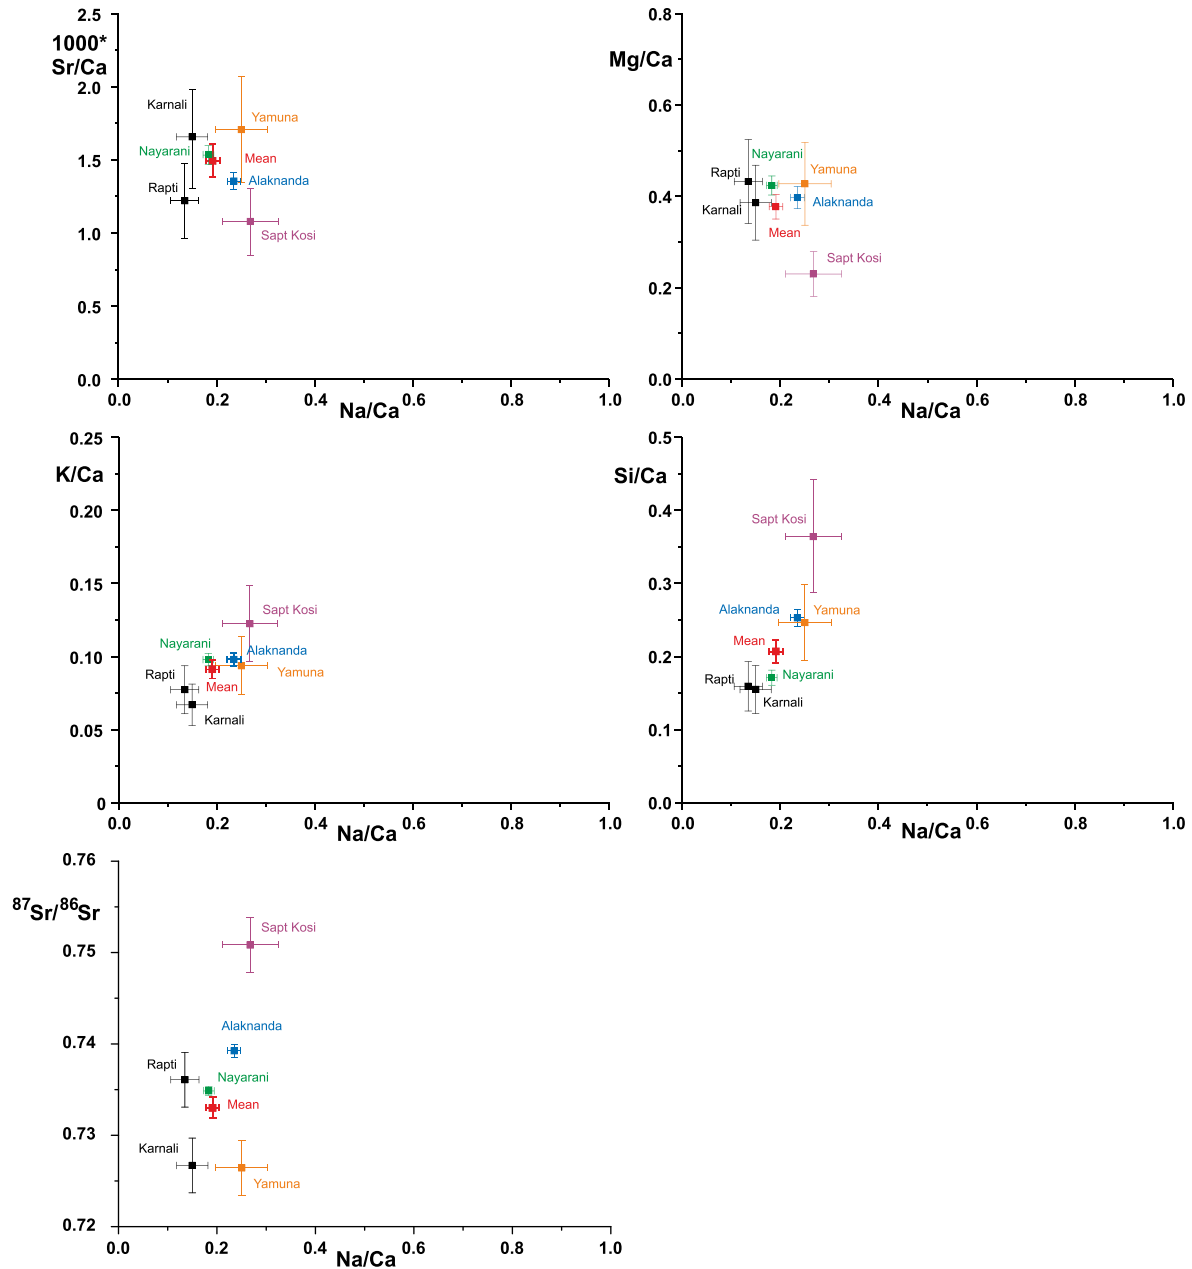 2.5
1000*
Sr/Ca
2.0
Karnali
Yamuna
1.5
Nayarani
Mean
Alaknanda
Rapti
1.0
Sapt Kosi
0.5
0.0
0.0 0.2 0.4 0.6 0.8 1.0
Na/Ca
0.8
Mg/Ca
0.6
Nayarani
Rapti
Yamuna
0.4
Karnali
Alaknanda
Mean
Sapt Kosi
0.2
0.0
0.0 0.2 0.4 0.6 0.8 1.0
Na/Ca
0.25
K/Ca
0.20
0.15
Sapt Kosi
Nayarani
Alaknanda
0.10
Rapti
Mean
Yamuna
Karnali
0.05
0
0.0 0.2 0.4 0.6 0.8 1.0
Na/Ca
0.5
Si/Ca
0.4
Sapt Kosi
0.3
Alaknanda
Yamuna
Mean
0.2
Rapti
Nayarani
Karnali
0.1
0.0
0.0 0.2 0.4 0.6 0.8 1.0
Na/Ca
0.76
⁸⁷Sr/⁸⁶Sr
Sapt Kosi
0.75
Alaknanda
0.74
Rapti
Nayarani
Mean
0.73
Karnali
Yamuna
0.72
0.0 0.2 0.4 0.6 0.8 1.0
Na/Ca